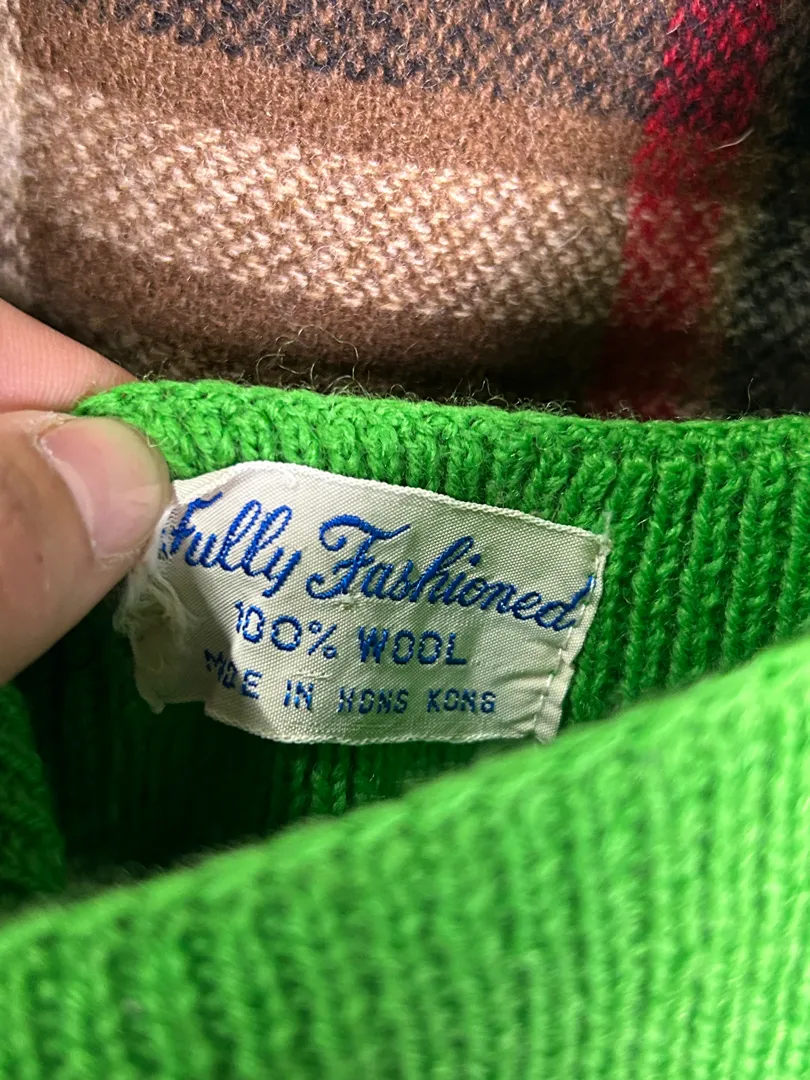 Fully Fashioned
100% WOOL
MADE IN HONG KONG